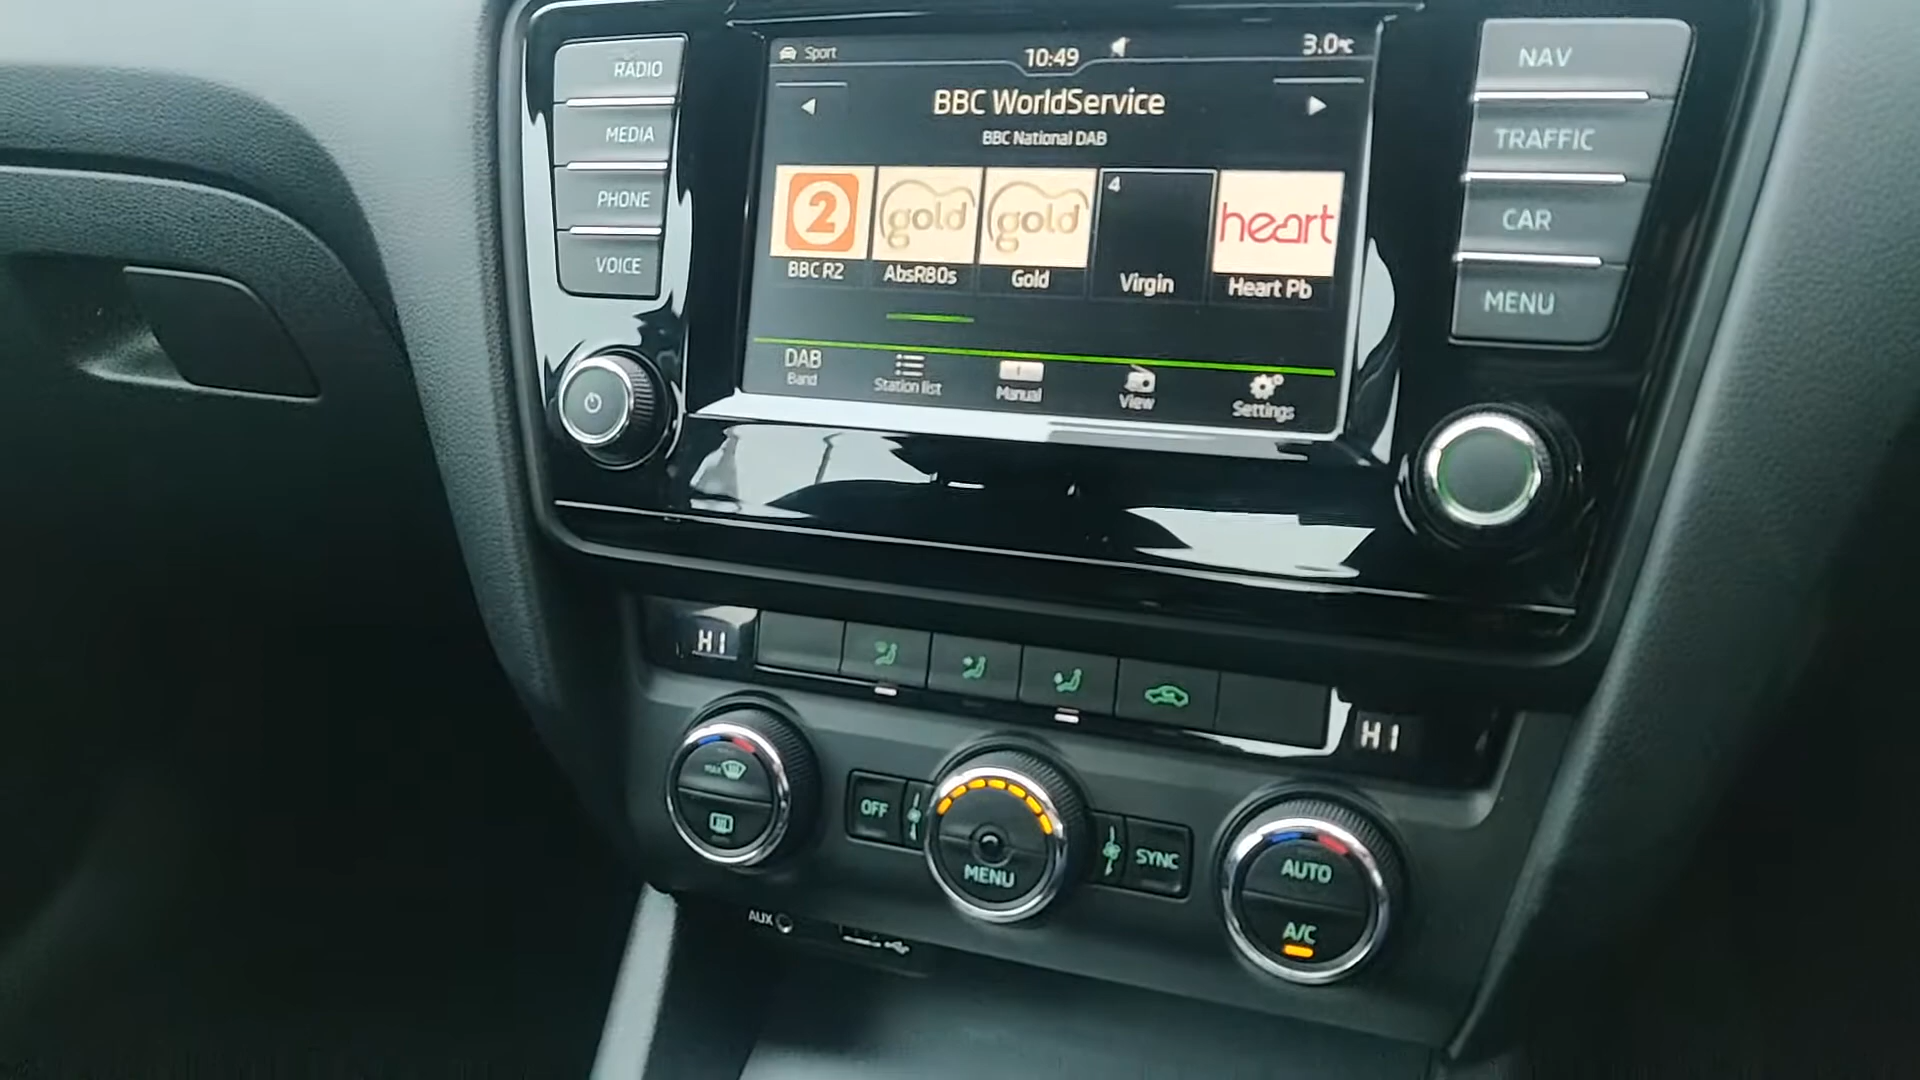 RADIO
MEDIA
PHONE
VOICE
Sport
10:49
3.0°C
BBC WorldService
BBC National DAB
2
gold
gold
4
heart
BBC R2
AbsR80s
Gold
Virgin
Heart Pb
DAB
Band
Station list
Manual
View
Settings
NAV
TRAFFIC
CAR
MENU
HI
HI
MAX
OFF
MENU
SYNC
AUTO
A/C
AUX